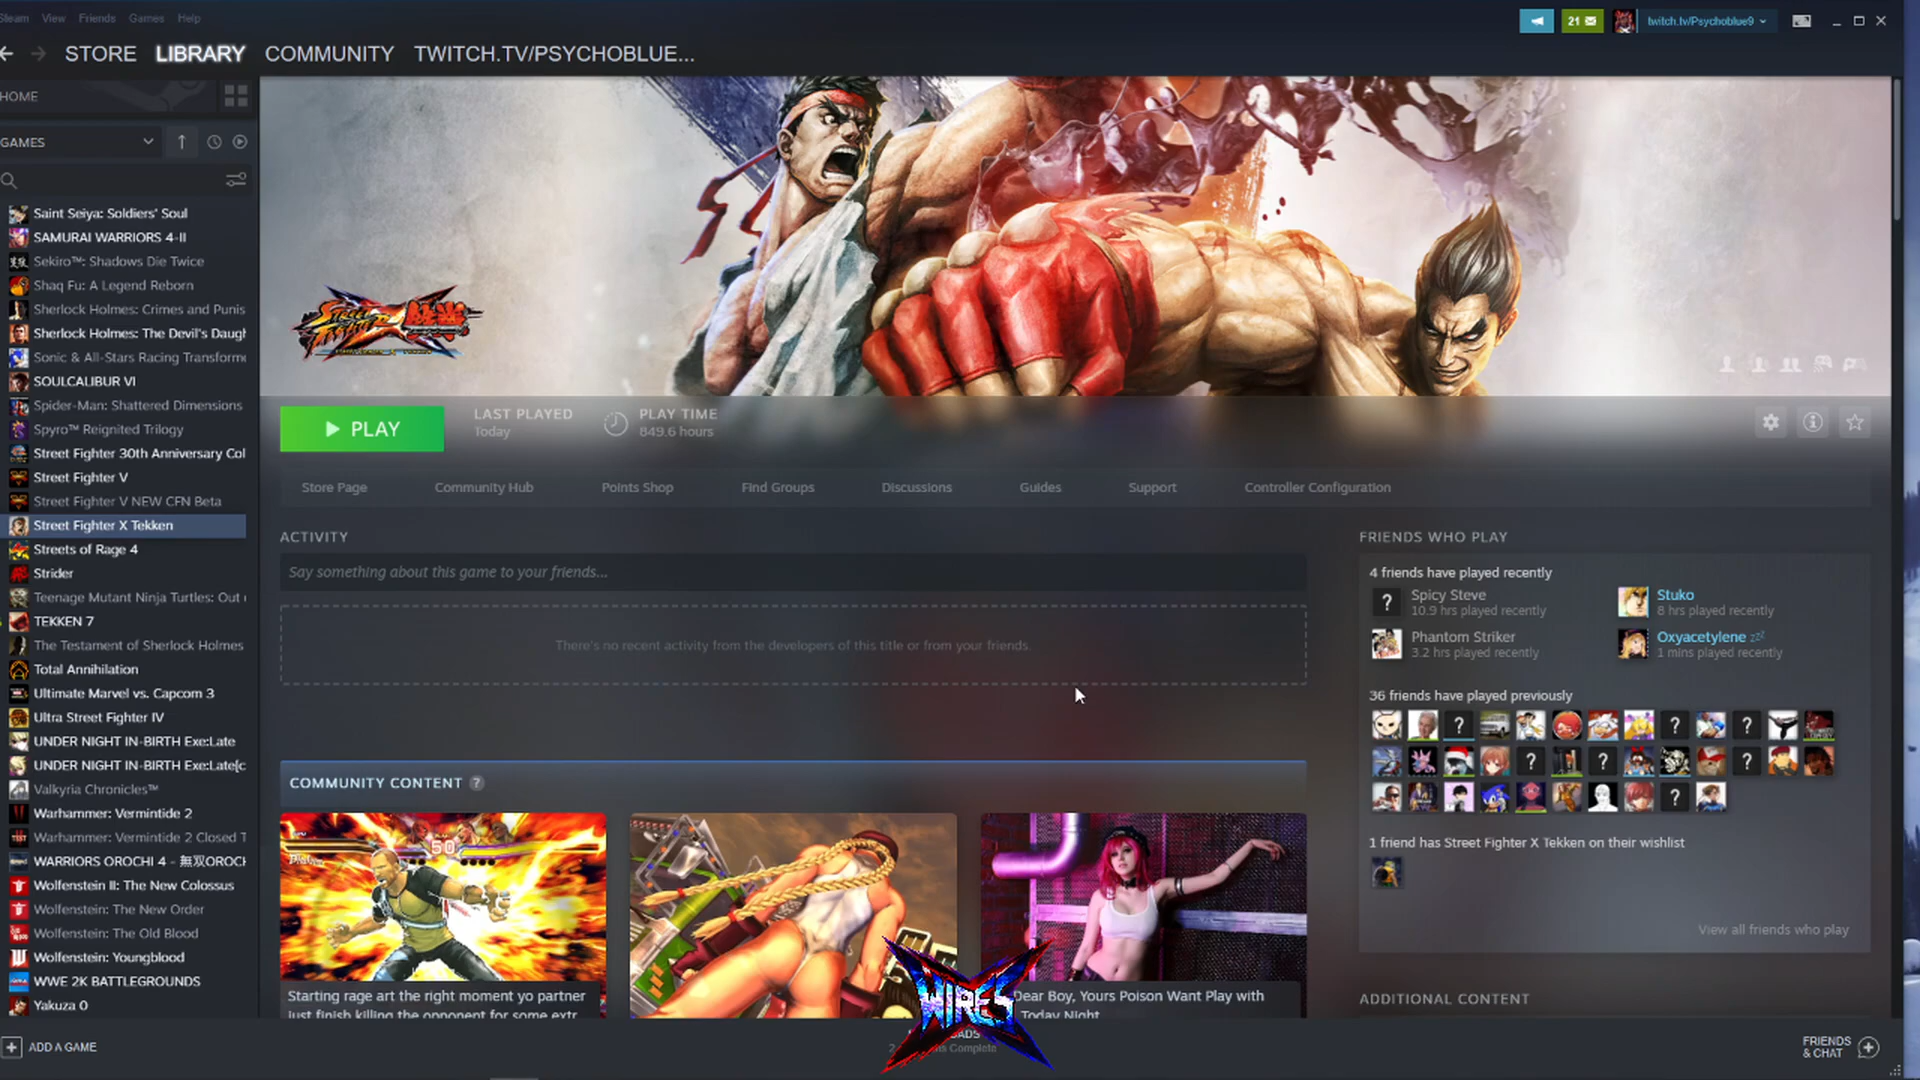 Steam View Friends Games Help
21
twitch.tv/Psychoblue9
STORE LIBRARY COMMUNITY TWITCH.TV/PSYCHOBLUE...
HOME
GAMES
Saint Seiya: Soldiers' Soul
SAMURAI WARRIORS 4-II
Sekiro™: Shadows Die Twice
Shaq Fu: A Legend Reborn
Sherlock Holmes: Crimes and Punis
Sherlock Holmes: The Devil's Daugh
Sonic & All-Stars Racing Transforme
SOULCALIBUR VI
Spider-Man: Shattered Dimensions
Spyro™ Reignited Trilogy
Street Fighter 30th Anniversary Col
Street Fighter V
Street Fighter V NEW CFN Beta
Street Fighter X Tekken
Streets of Rage 4
Strider
Teenage Mutant Ninja Turtles: Out
TEKKEN 7
The Testament of Sherlock Holmes
Total Annihilation
Ultimate Marvel vs. Capcom 3
Ultra Street Fighter IV
UNDER NIGHT IN-BIRTH Exe:Late
UNDER NIGHT IN-BIRTH Exe:Late[c
Valkyria Chronicles™
Warhammer: Vermintide 2
Warhammer: Vermintide 2 Closed T
WARRIORS OROCHI 4 - 無双OROCH
Wolfenstein II: The New Colossus
Wolfenstein: The New Order
Wolfenstein: The Old Blood
Wolfenstein: Youngblood
WWE 2K BATTLEGROUNDS
Yakuza 0
ADD A GAME
STREET FIGHTER X 鉄拳
PLAY
LAST PLAYED
Today
PLAY TIME
849.6 hours
Store Page Community Hub Points Shop Find Groups Discussions Guides Support Controller Configuration
ACTIVITY
Say something about this game to your friends...
There's no recent activity from the developers of this title or from your friends.
COMMUNITY CONTENT ?
50
Starting rage art the right moment yo partner
just finish killing the opponent for some extr
Dear Boy, Yours Poison Want Play with
Today Night
WIRES
FRIENDS WHO PLAY
4 friends have played recently
Spicy Steve
10.9 hrs played recently
Stuko
8 hrs played recently
Phantom Striker
3.2 hrs played recently
Oxyacetylene zzz
1 mins played recently
36 friends have played previously
1 friend has Street Fighter X Tekken on their wishlist
View all friends who play
ADDITIONAL CONTENT
Complete
FRIENDS
& CHAT